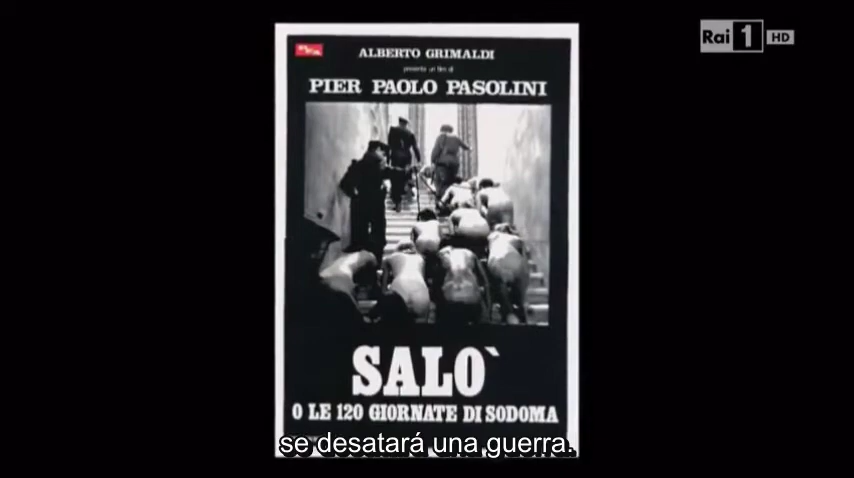 Rai 1 HD
ALBERTO GRIMALDI
presenta un film di
PIER PAOLO PASOLINI
SALO`
O LE 120 GIORNATE DI SODOMA
se desatará una guerra.